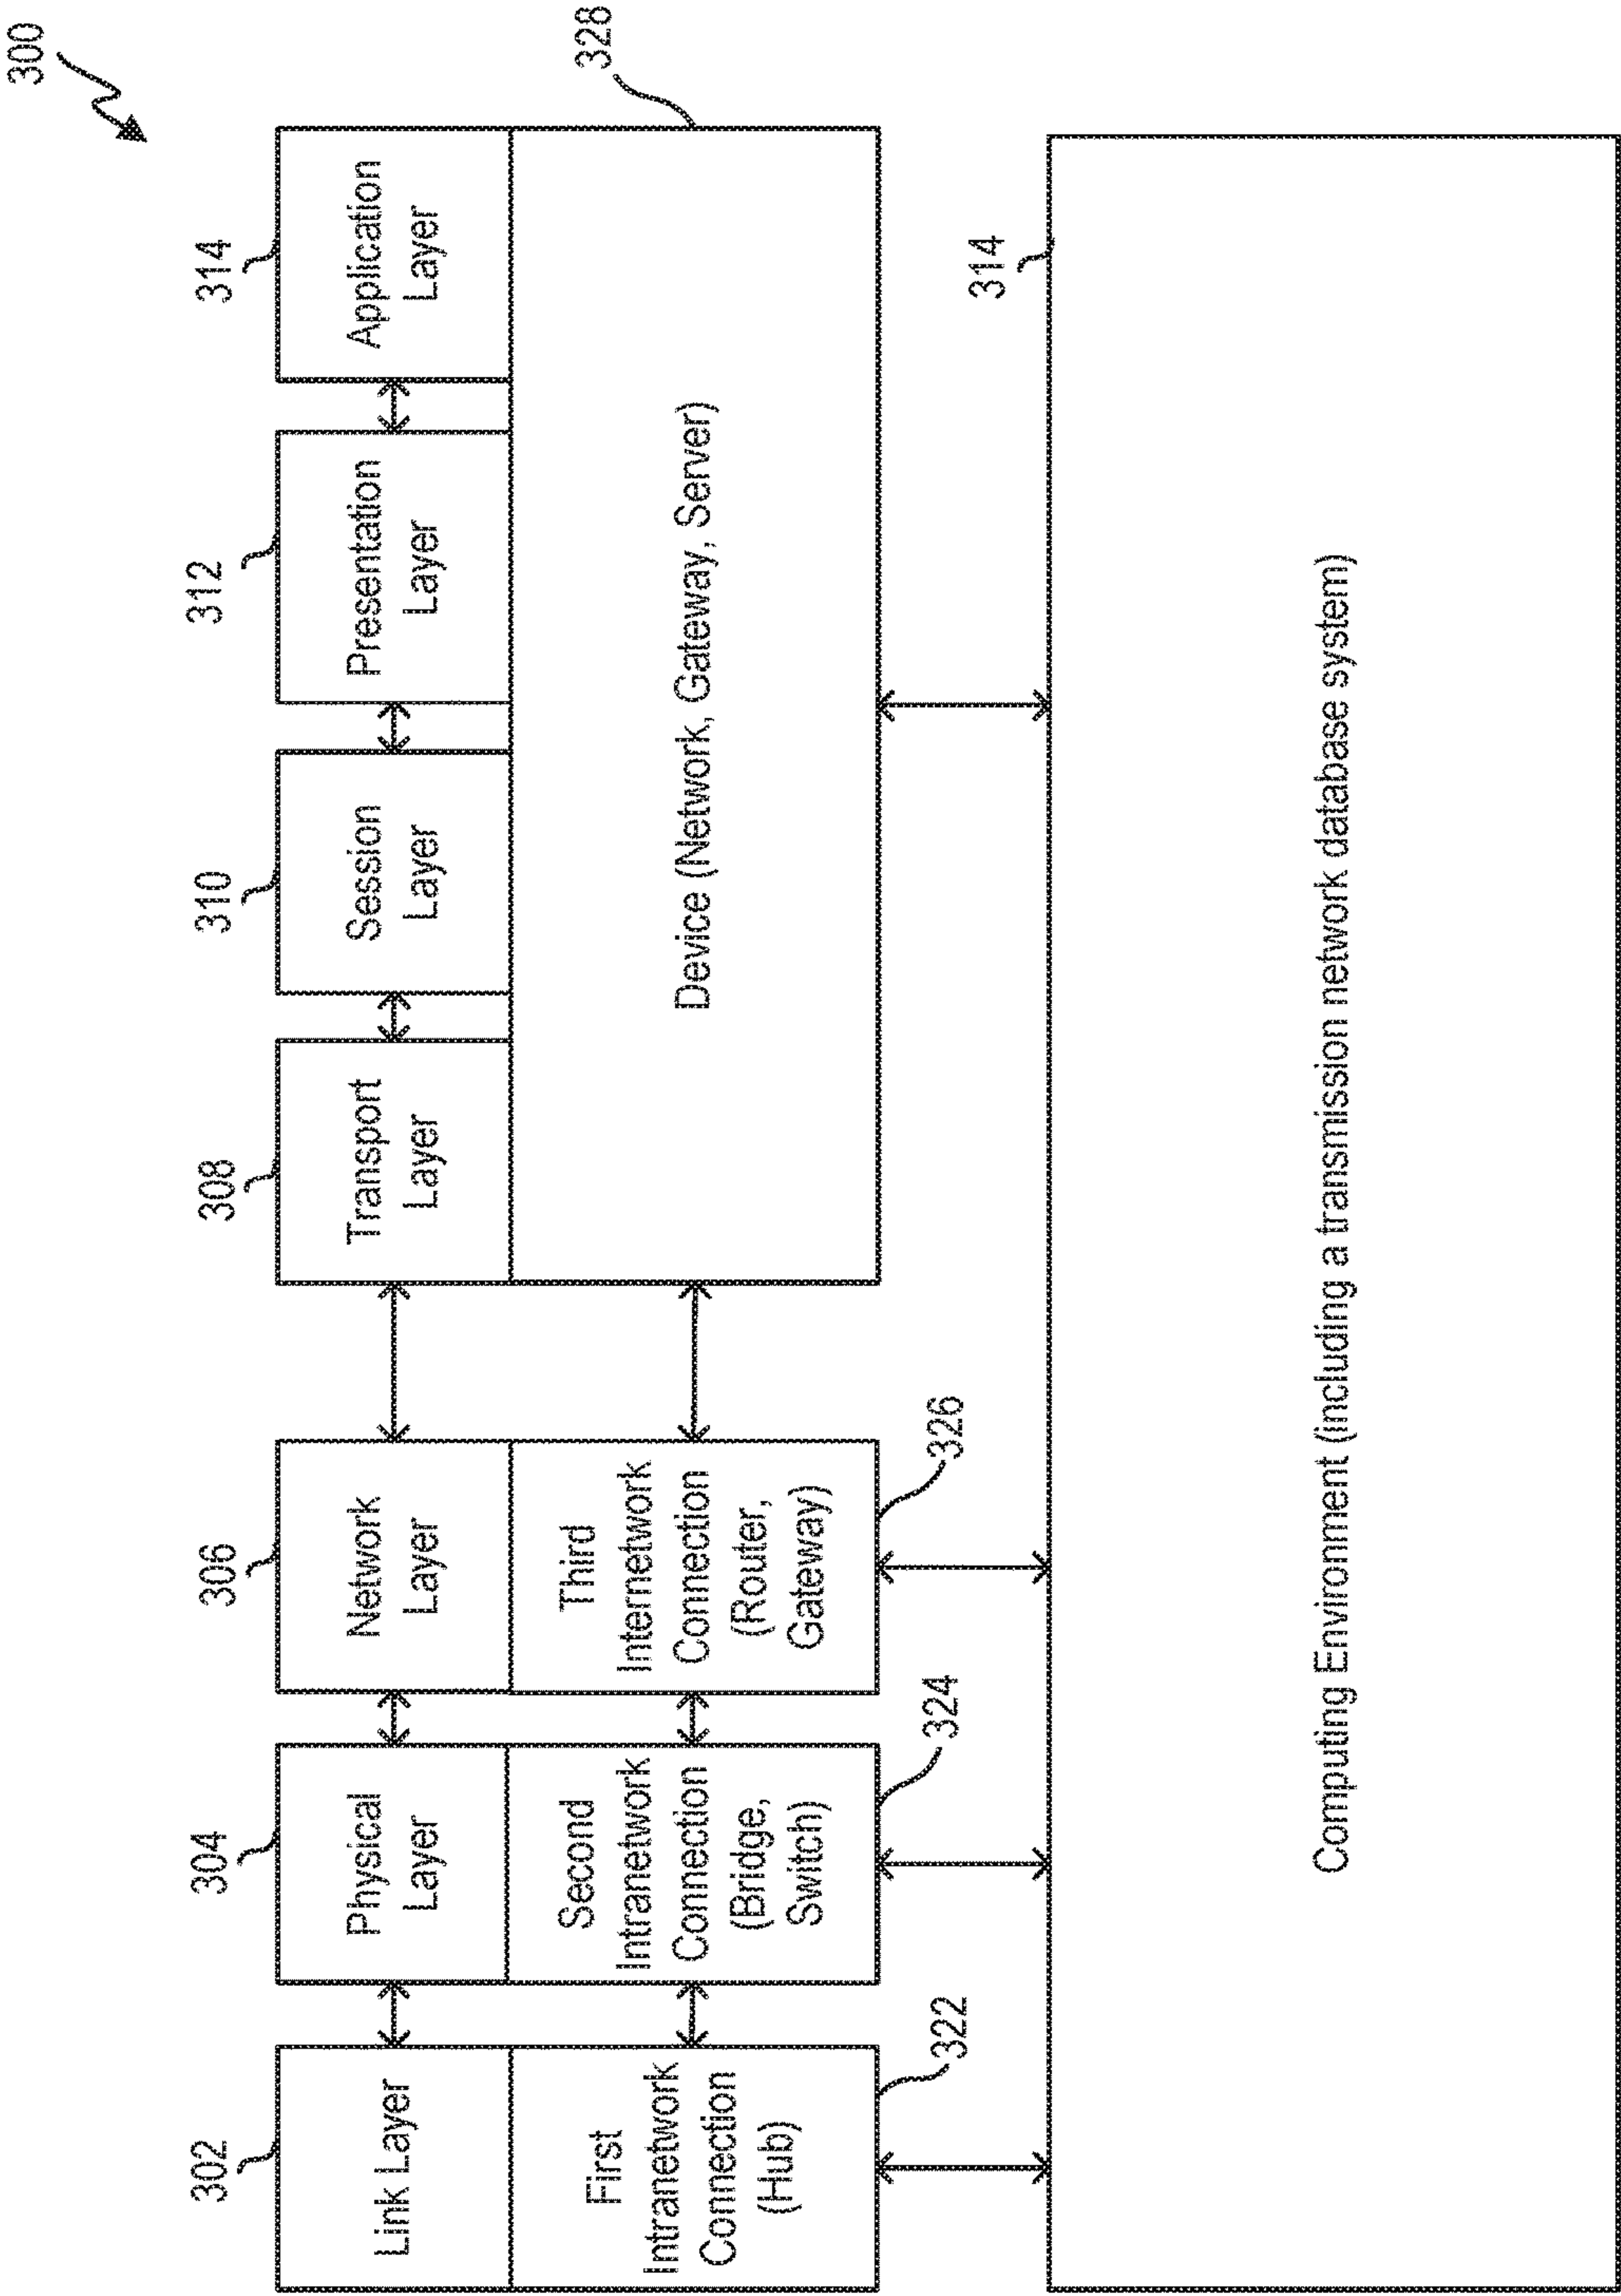 300
302
304
306
308
310
312
314
Link Layer
Physical
Layer
Network
Layer
Transport
Layer
Session
Layer
Presentation
Layer
Application
Layer
First
Intranetwork
Connection
(Hub)
Second
Intranetwork
Connection
(Bridge,
Switch)
Third
Internetwork
Connection
(Router,
Gateway)
Device (Network, Gateway, Server)
328
322
324
326
314
Computing Environment (including a transmission network database system)